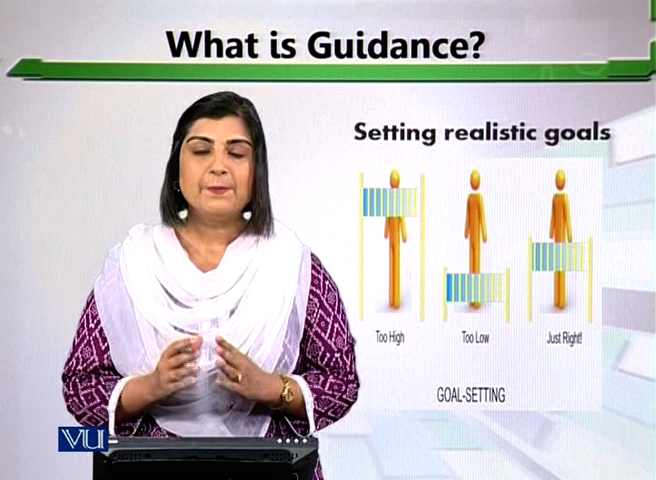 What is Guidance?
Setting realistic goals
Too High
Too Low
Just Right!
GOAL-SETTING
VU